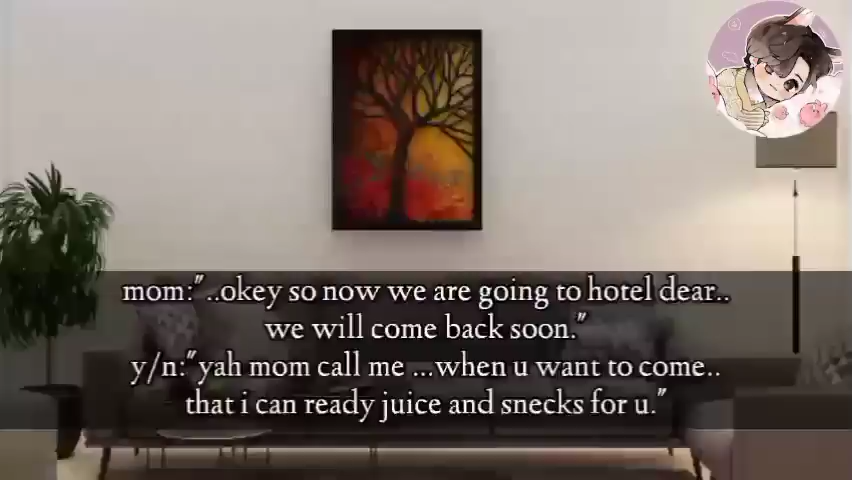 mom:"..okey so now we are going to hotel dear..
we will come back soon."
y/n:"yah mom call me ...when u want to come..
that i can ready juice and snecks for u."